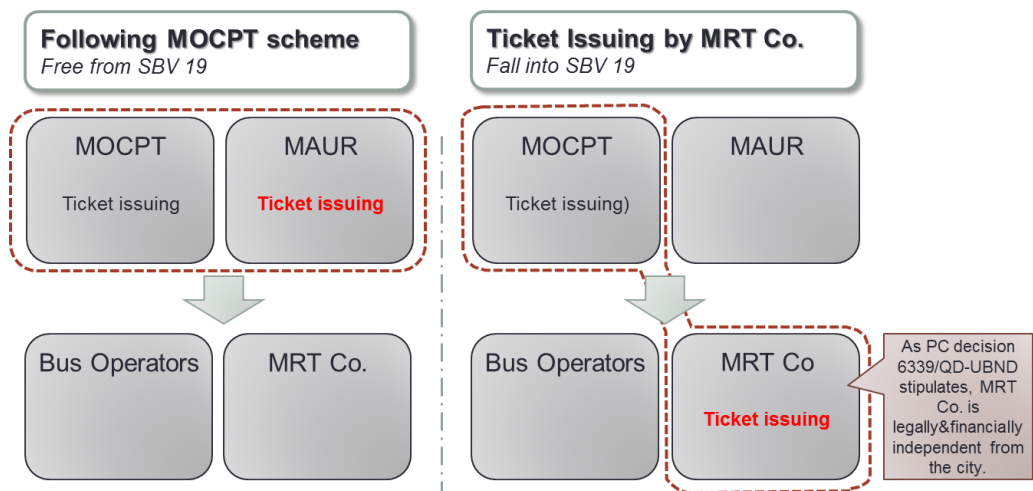 Following MOCPT scheme
Free from SBV 19
MOCPT
Ticket issuing
MAUR
Ticket issuing
Bus Operators
MRT Co.
Ticket Issuing by MRT Co.
Fall into SBV 19
MOCPT
Ticket issuing)
MAUR
Bus Operators
MRT Co
Ticket issuing
As PC decision
6339/QD-UBND
stipulates, MRT
Co. is
legally&financially
independent from
the city.